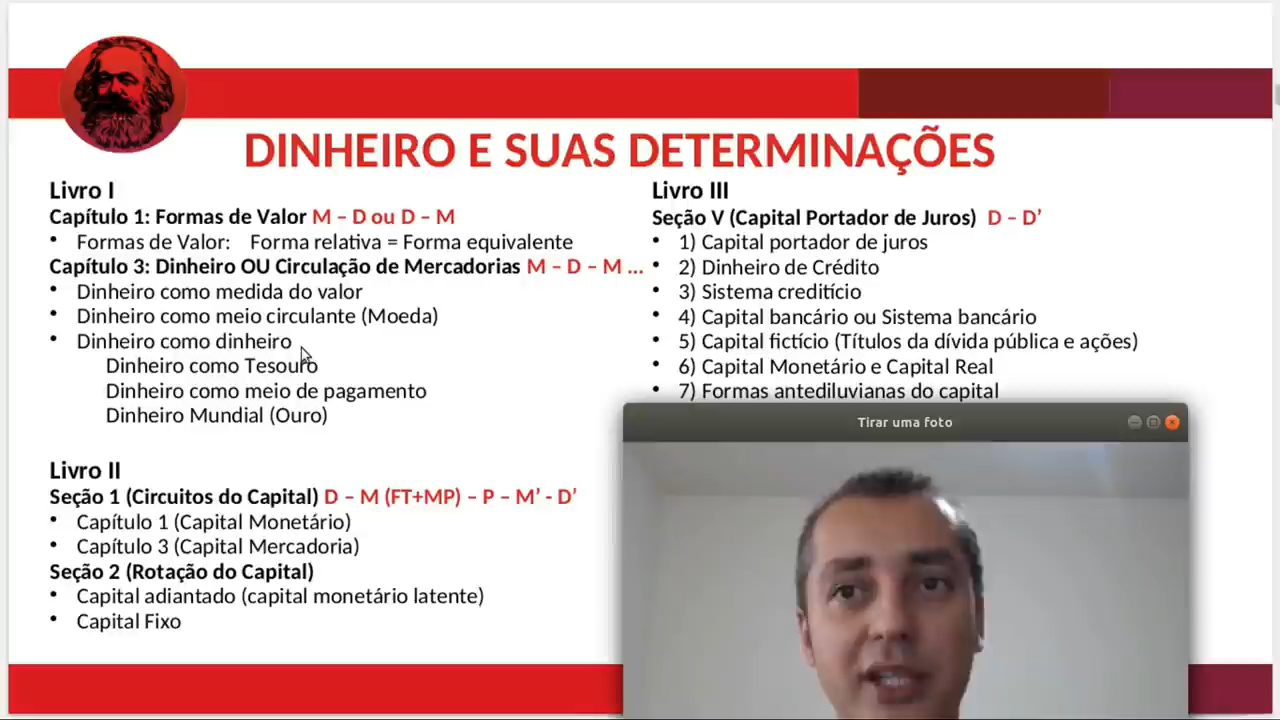 DINHEIRO E SUAS DETERMINAÇÕES
Livro I
Capítulo 1: Formas de Valor M – D ou D – M
• Formas de Valor: Forma relativa = Forma equivalente
Capítulo 3: Dinheiro OU Circulação de Mercadorias M – D – M ...
• Dinheiro como medida do valor
• Dinheiro como meio circulante (Moeda)
• Dinheiro como dinheiro
Dinheiro como Tesouro
Dinheiro como meio de pagamento
Dinheiro Mundial (Ouro)
Livro II
Seção 1 (Circuitos do Capital) D – M (FT+MP) – P – M’ - D’
• Capítulo 1 (Capital Monetário)
• Capítulo 3 (Capital Mercadoria)
Seção 2 (Rotação do Capital)
• Capital adiantado (capital monetário latente)
• Capital Fixo
Livro III
Seção V (Capital Portador de Juros) D – D’
• 1) Capital portador de juros
• 2) Dinheiro de Crédito
• 3) Sistema creditício
• 4) Capital bancário ou Sistema bancário
• 5) Capital fictício (Títulos da dívida pública e ações)
• 6) Capital Monetário e Capital Real
• 7) Formas antediluvianas do capital
Tirar uma foto